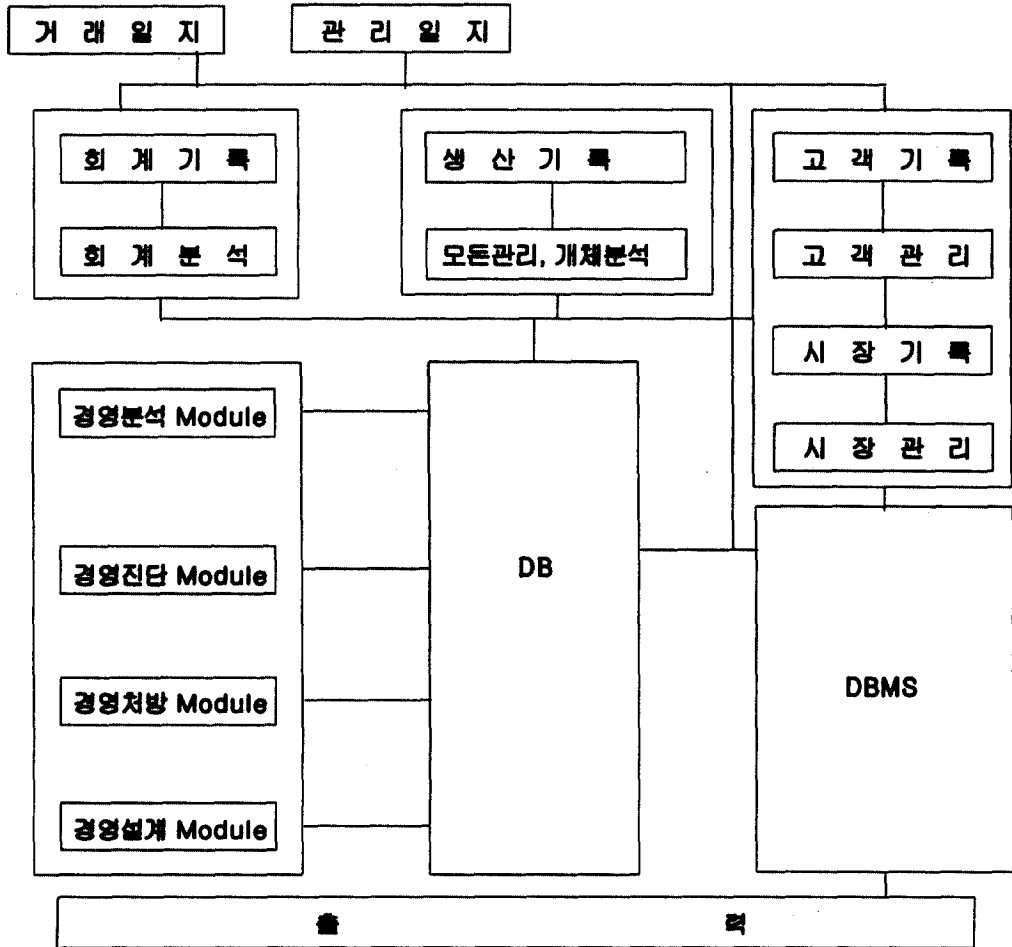 거 래 일 지
관 리 일 지
회 계 기 록
회 계 분 석
생 산 기 록
모돈관리, 개체분석
고 객 기 록
고 객 관 리
시 장 기 록
시 장 관 리
경영분석 Module
경영진단 Module
경영처방 Module
경영설계 Module
DB
DBMS
출 력